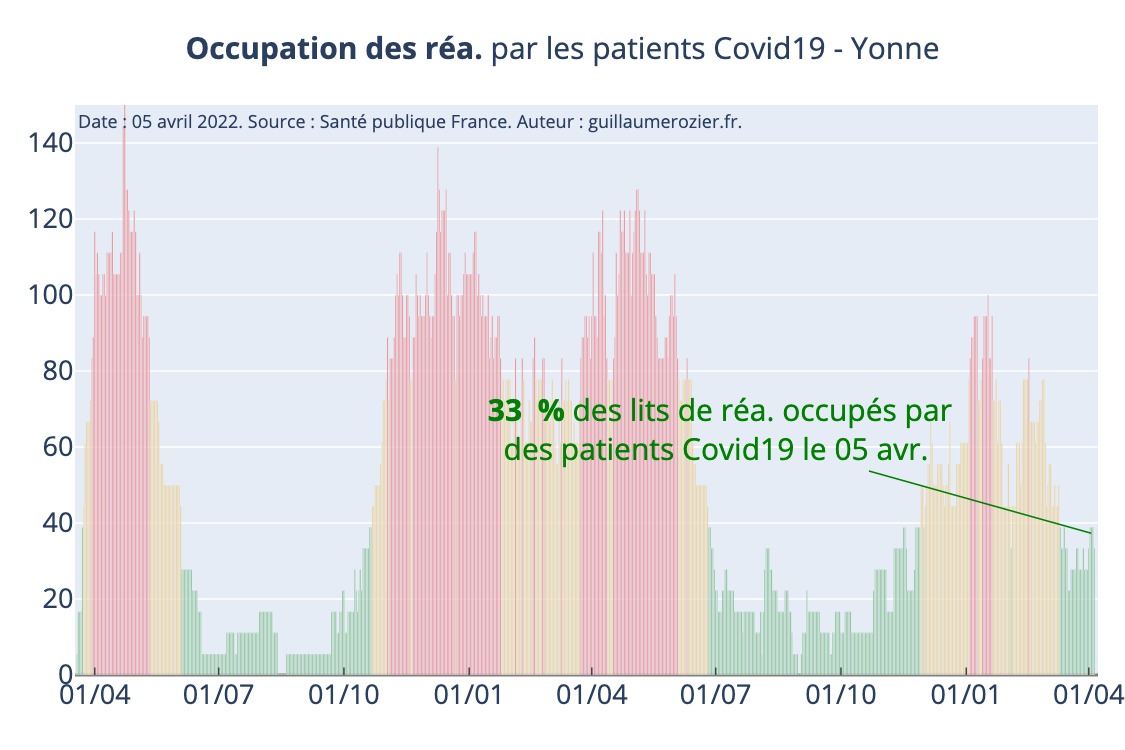 Occupation des réa. par les patients Covid19 - Yonne
Date : 05 avril 2022. Source : Santé publique France. Auteur : guillaumerozier.fr.
140
120
100
80
60
40
20
0
33 % des lits de réa. occupés par
des patients Covid19 le 05 avr.
01/04 01/07 01/10 01/01 01/04 01/07 01/10 01/01 01/04